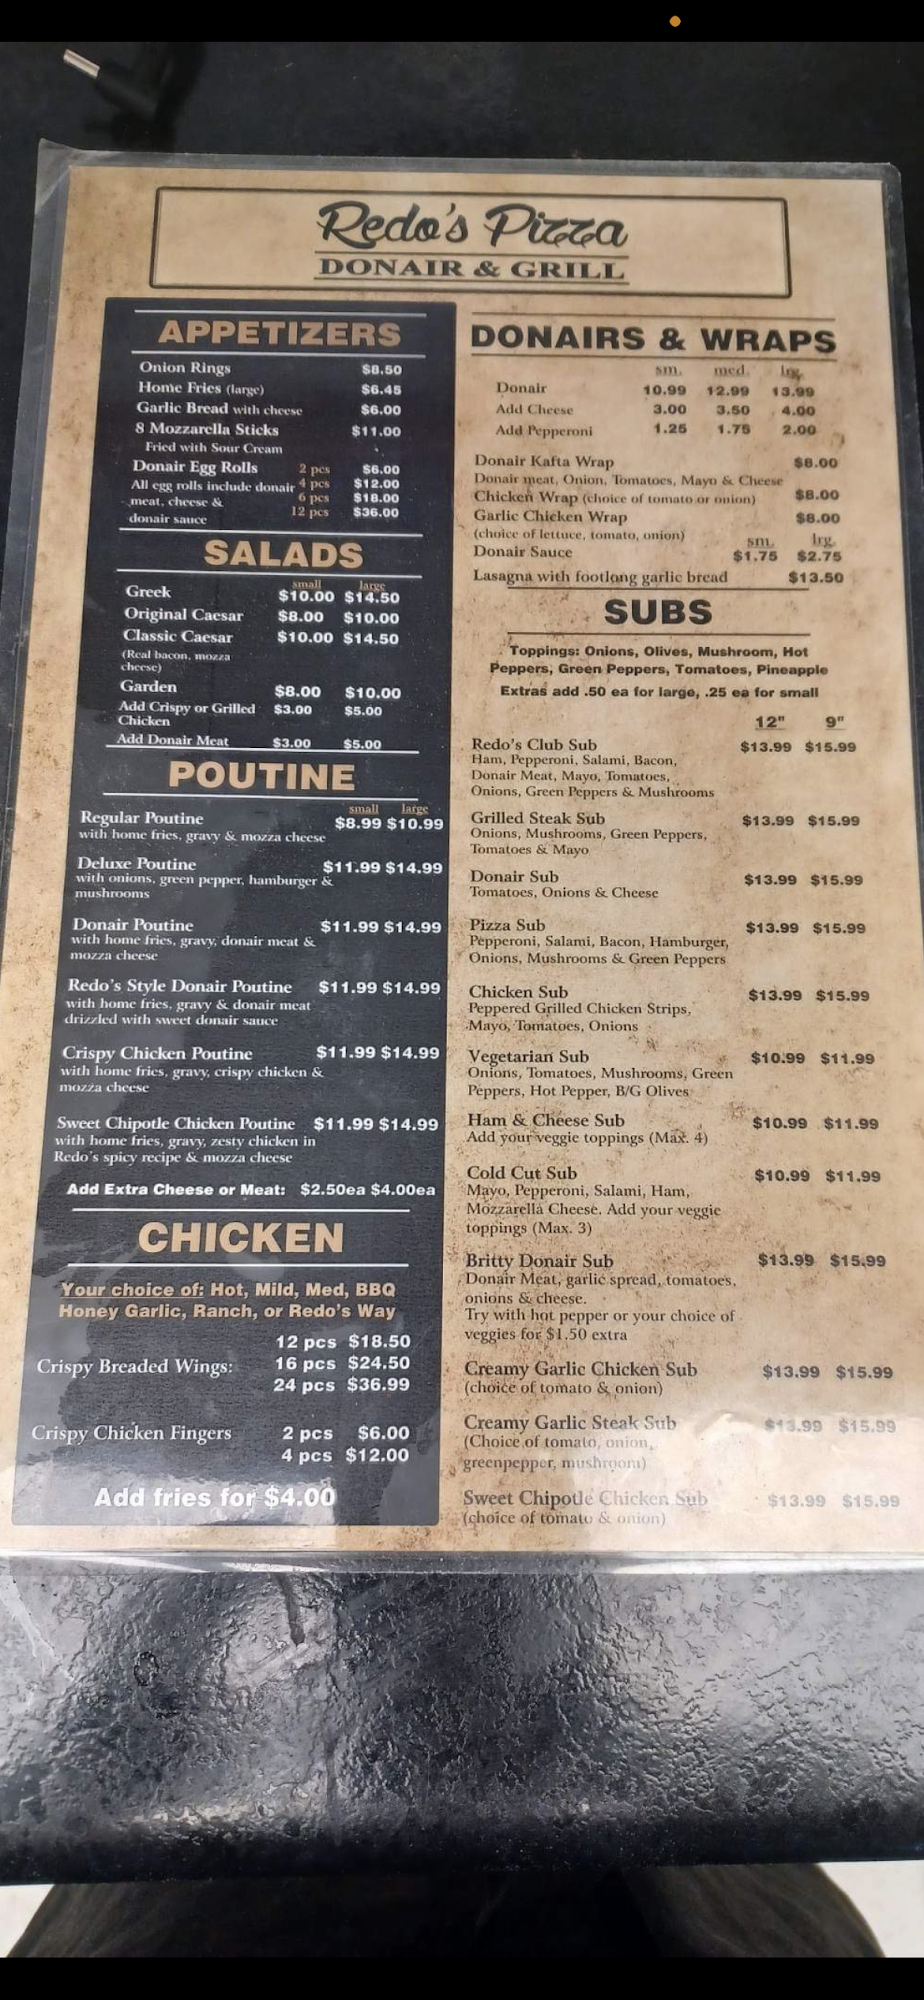 Redo's Pizza
DONAIR & GRILL
APPETIZERS
Onion Rings $8.50
Home Fries (large) $6.45
Garlic Bread with cheese $6.00
8 Mozzarella Sticks $11.00
Fried with Sour Cream
Donair Egg Rolls 2 pcs $6.00
All egg rolls include donair 4 pcs $12.00
meat, cheese & 6 pcs $18.00
donair sauce 12 pcs $36.00
SALADS
small large
Greek $10.00 $14.50
Original Caesar $8.00 $10.00
Classic Caesar $10.00 $14.50
(Real bacon, mozza
cheese)
Garden $8.00 $10.00
Add Crispy or Grilled $3.00 $5.00
Chicken
Add Donair Meat $3.00 $5.00
POUTINE
small large
Regular Poutine $8.99 $10.99
with home fries, gravy & mozza cheese
Deluxe Poutine $11.99 $14.99
with onions, green pepper, hamburger &
mushrooms
Donair Poutine $11.99 $14.99
with home fries, gravy, donair meat &
mozza cheese
Redo's Style Donair Poutine $11.99 $14.99
with home fries, gravy & donair meat
drizzled with sweet donair sauce
Crispy Chicken Poutine $11.99 $14.99
with home fries, gravy, crispy chicken &
mozza cheese
Sweet Chipotle Chicken Poutine $11.99 $14.99
with home fries, gravy, zesty chicken in
Redo's spicy recipe & mozza cheese
Add Extra Cheese or Meat: $2.50ea $4.00ea
CHICKEN
Your choice of: Hot, Mild, Med, BBQ
Honey Garlic, Ranch, or Redo's Way
12 pcs $18.50
Crispy Breaded Wings: 16 pcs $24.50
24 pcs $36.99
Crispy Chicken Fingers 2 pcs $6.00
4 pcs $12.00
Add fries for $4.00
DONAIRS & WRAPS
sm. med. lrg.
Donair 10.99 12.99 13.99
Add Cheese 3.00 3.50 4.00
Add Pepperoni 1.25 1.75 2.00
Donair Kafta Wrap $8.00
Donair meat, Onion, Tomatoes, Mayo & Cheese
Chicken Wrap (choice of tomato or onion) $8.00
Garlic Chicken Wrap $8.00
(choice of lettuce, tomato, onion) sm. lrg.
Donair Sauce $1.75 $2.75
Lasagna with footlong garlic bread $13.50
SUBS
Toppings: Onions, Olives, Mushroom, Hot
Peppers, Green Peppers, Tomatoes, Pineapple
Extras add .50 ea for large, .25 ea for small
12" 9"
Redo's Club Sub $13.99 $15.99
Ham, Pepperoni, Salami, Bacon,
Donair Meat, Mayo, Tomatoes,
Onions, Green Peppers & Mushrooms
Grilled Steak Sub $13.99 $15.99
Onions, Mushrooms, Green Peppers,
Tomatoes & Mayo
Donair Sub $13.99 $15.99
Tomatoes, Onions & Cheese
Pizza Sub $13.99 $15.99
Pepperoni, Salami, Bacon, Hamburger,
Onions, Mushrooms & Green Peppers
Chicken Sub $13.99 $15.99
Peppered Grilled Chicken Strips,
Mayo, Tomatoes, Onions
Vegetarian Sub $10.99 $11.99
Onions, Tomatoes, Mushrooms, Green
Peppers, Hot Pepper, B/G Olives
Ham & Cheese Sub $10.99 $11.99
Add your veggie toppings (Max. 4)
Cold Cut Sub $10.99 $11.99
Mayo, Pepperoni, Salami, Ham,
Mozzarella Cheese. Add your veggie
toppings (Max. 3)
Britty Donair Sub $13.99 $15.99
Donair Meat, garlic spread, tomatoes,
onions & cheese.
Try with hot pepper or your choice of
veggies for $1.50 extra
Creamy Garlic Chicken Sub $13.99 $15.99
(choice of tomato & onion)
Creamy Garlic Steak Sub $13.99 $15.99
(Choice of tomato, onion,
greenpepper, mushroom)
Sweet Chipotle Chicken Sub $13.99 $15.99
(choice of tomato & onion)